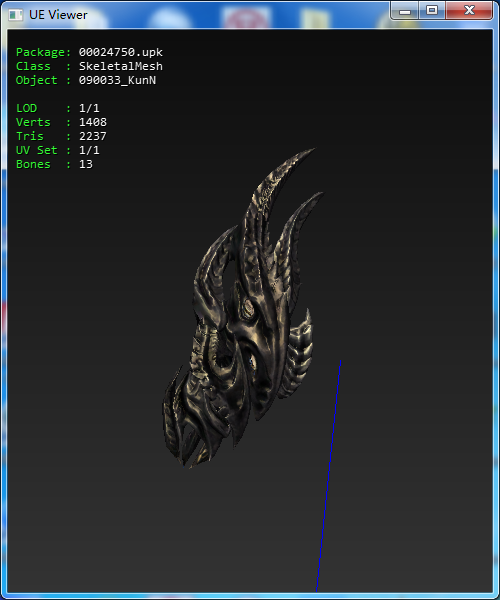 UE Viewer
Package: 00024750.upk
Class : SkeletalMesh
Object : 090033_KunN
LOD : 1/1
Verts : 1408
Tris : 2237
UV Set : 1/1
Bones : 13